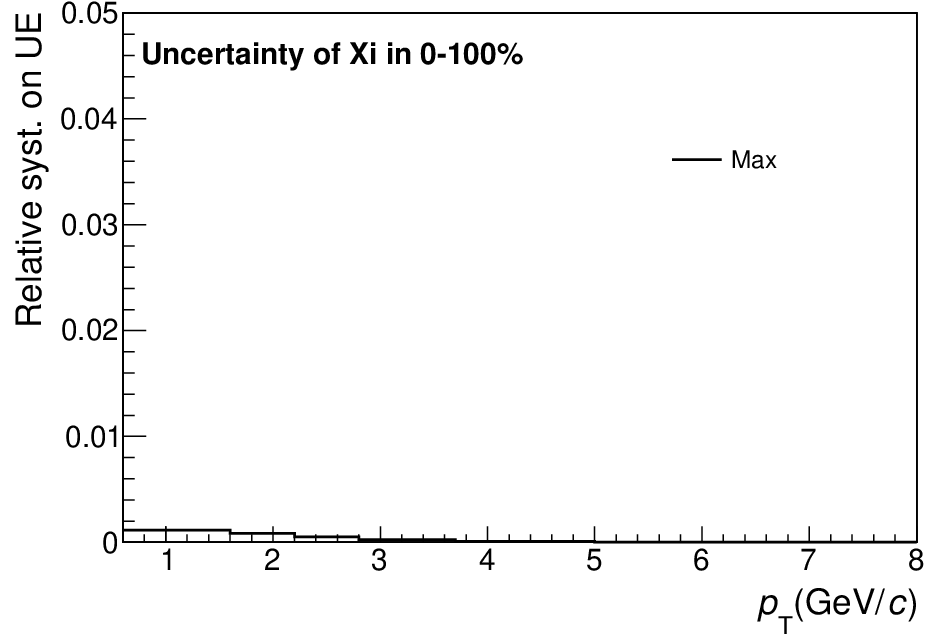 Relative syst. on UE
0.05
0.04
0.03
0.02
0.01
0
Uncertainty of Xi in 0-100%
Max
1 2 3 4 5 6 7 8
pT(GeV/c)